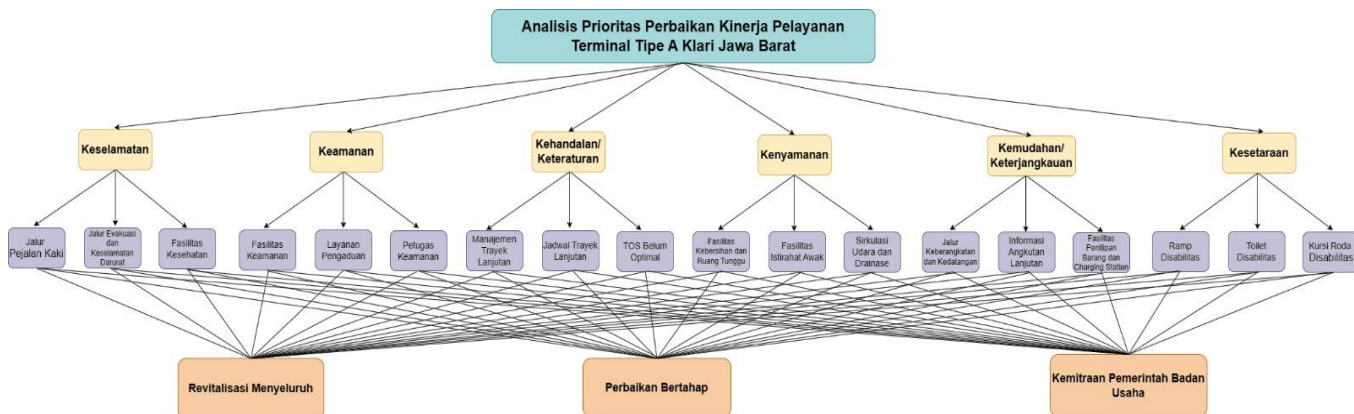 Analisis Prioritas Perbaikan Kinerja Pelayanan
Terminal Tipe A Klari Jawa Barat
Keselamatan
Keamanan
Kehandalan/
Keteraturan
Kenyamanan
Kemudahan/
Keterjangkauan
Kesetaraan
Jalur
Pejalan Kaki
Jalur Evakuasi
dan
Keselamatan
Darurat
Fasilitas
Kesehatan
Fasilitas
Keamanan
Layanan
Pengaduan
Petugas
Keamanan
Manajemen
Trayek
Lanjutan
Jadwal Trayek
Lanjutan
TOS Belum
Optimal
Fasilitas
Kebersihan dan
Ruang Tunggu
Fasilitas
Istirahat Awak
Sirkulasi
Udara dan
Drainase
Jalur
Keberangkatan
dan Kedatangan
Informasi
Angkutan
Lanjutan
Fasilitas
Penitipan
Barang dan
Charging Station
Ramp
Disabilitas
Toilet
Disabilitas
Kursi Roda
Disabilitas
Revitalisasi Menyeluruh
Perbaikan Bertahap
Kemitraan Pemerintah Badan
Usaha